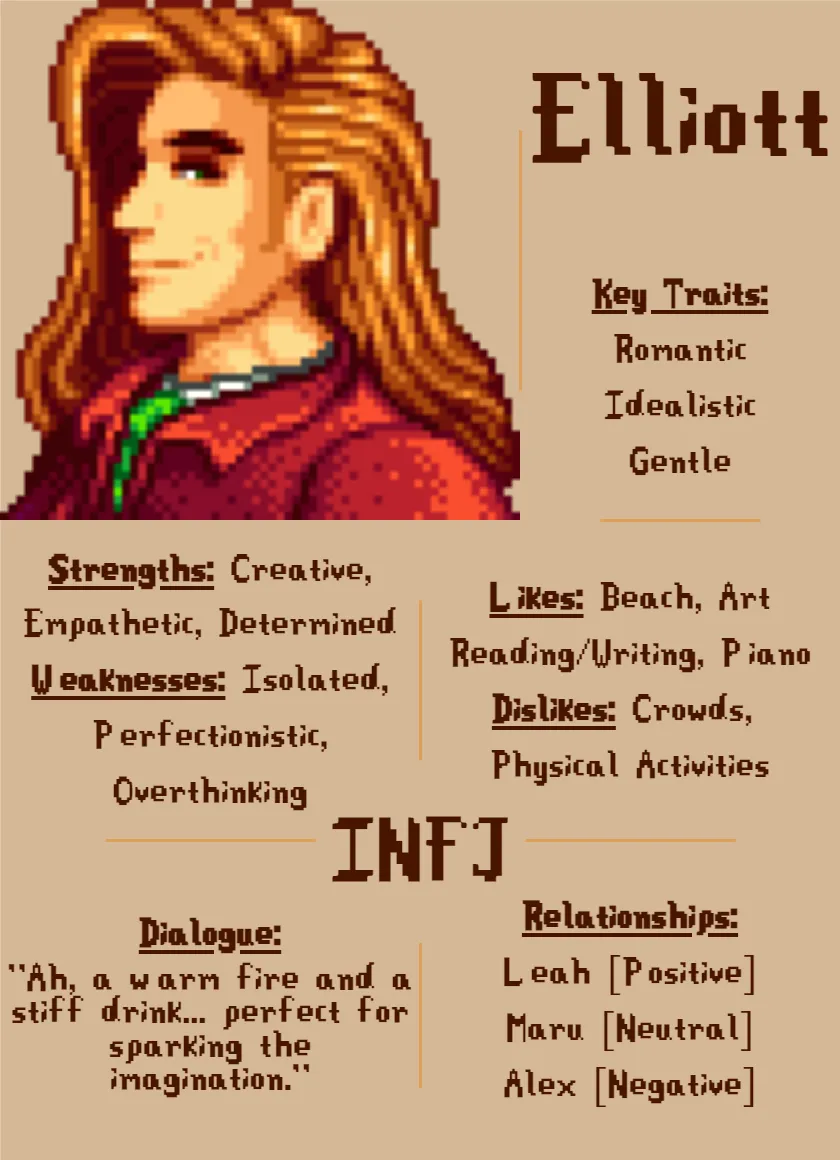 Elliott
Key Traits:
Romantic
Idealistic
Gentle
Strengths: Creative,
Empathetic, Determined
Weaknesses: Isolated,
Perfectionistic,
Overthinking
Likes: Beach, Art
Reading/Writing, Piano
Dislikes: Crowds,
Physical Activities
INFJ
Dialogue:
"Ah, a warm fire and a
stiff drink... perfect for
sparking the
imagination."
Relationships:
Leah [Positive]
Maru [Neutral]
Alex [Negative]